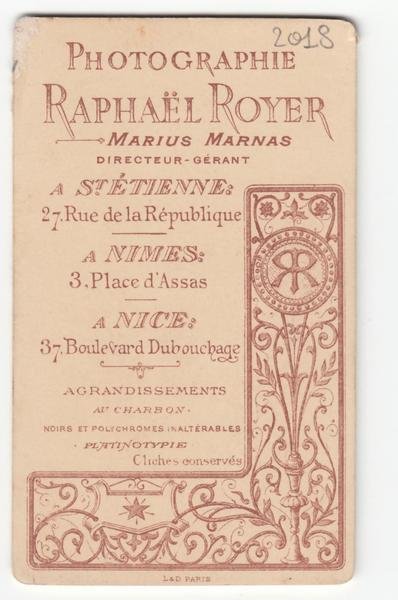 2018
PHOTOGRAPHIE
RAPHAËL ROYER
MARIUS MARNAS
DIRECTEUR-GÉRANT
A ST ÉTIENNE:
27, Rue de la République
A NIMES:
3, Place d'Assas
A NICE:
37, Boulevard Dubouchage
AGRANDISSEMENTS
AU CHARBON
NOIRS ET POLYCHROMES INALTÉRABLES
PLATINOTYPIE
Cliches conservés
L&D PARIS